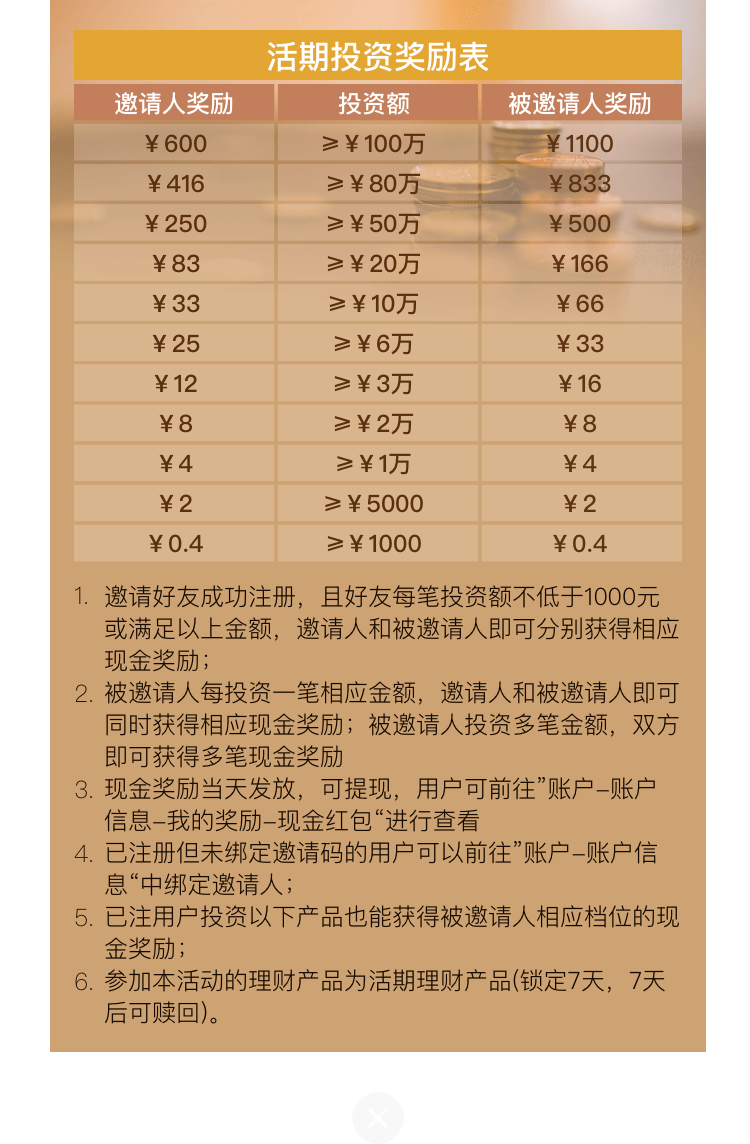 活期投资奖励表
邀请人奖励 投资额 被邀请人奖励
¥600 ≥¥100万 ¥1100
¥416 ≥¥80万 ¥833
¥250 ≥¥50万 ¥500
¥83 ≥¥20万 ¥166
¥33 ≥¥10万 ¥66
¥25 ≥¥6万 ¥33
¥12 ≥¥3万 ¥16
¥8 ≥¥2万 ¥8
¥4 ≥¥1万 ¥4
¥2 ≥¥5000 ¥2
¥0.4 ≥¥1000 ¥0.4
1. 邀请好友成功注册，且好友每笔投资额不低于1000元
或满足以上金额，邀请人和被邀请人即可分别获得相应
现金奖励；
2. 被邀请人每投资一笔相应金额，邀请人和被邀请人即可
同时获得相应现金奖励；被邀请人投资多笔金额，双方
即可获得多笔现金奖励
3. 现金奖励当天发放，可提现，用户可前往”账户–账户
信息–我的奖励–现金红包“进行查看
4. 已注册但未绑定邀请码的用户可以前往”账户–账户信
息“中绑定邀请人；
5. 已注用户投资以下产品也能获得被邀请人相应档位的现
金奖励；
6. 参加本活动的理财产品为活期理财产品(锁定7天，7天
后可赎回)。